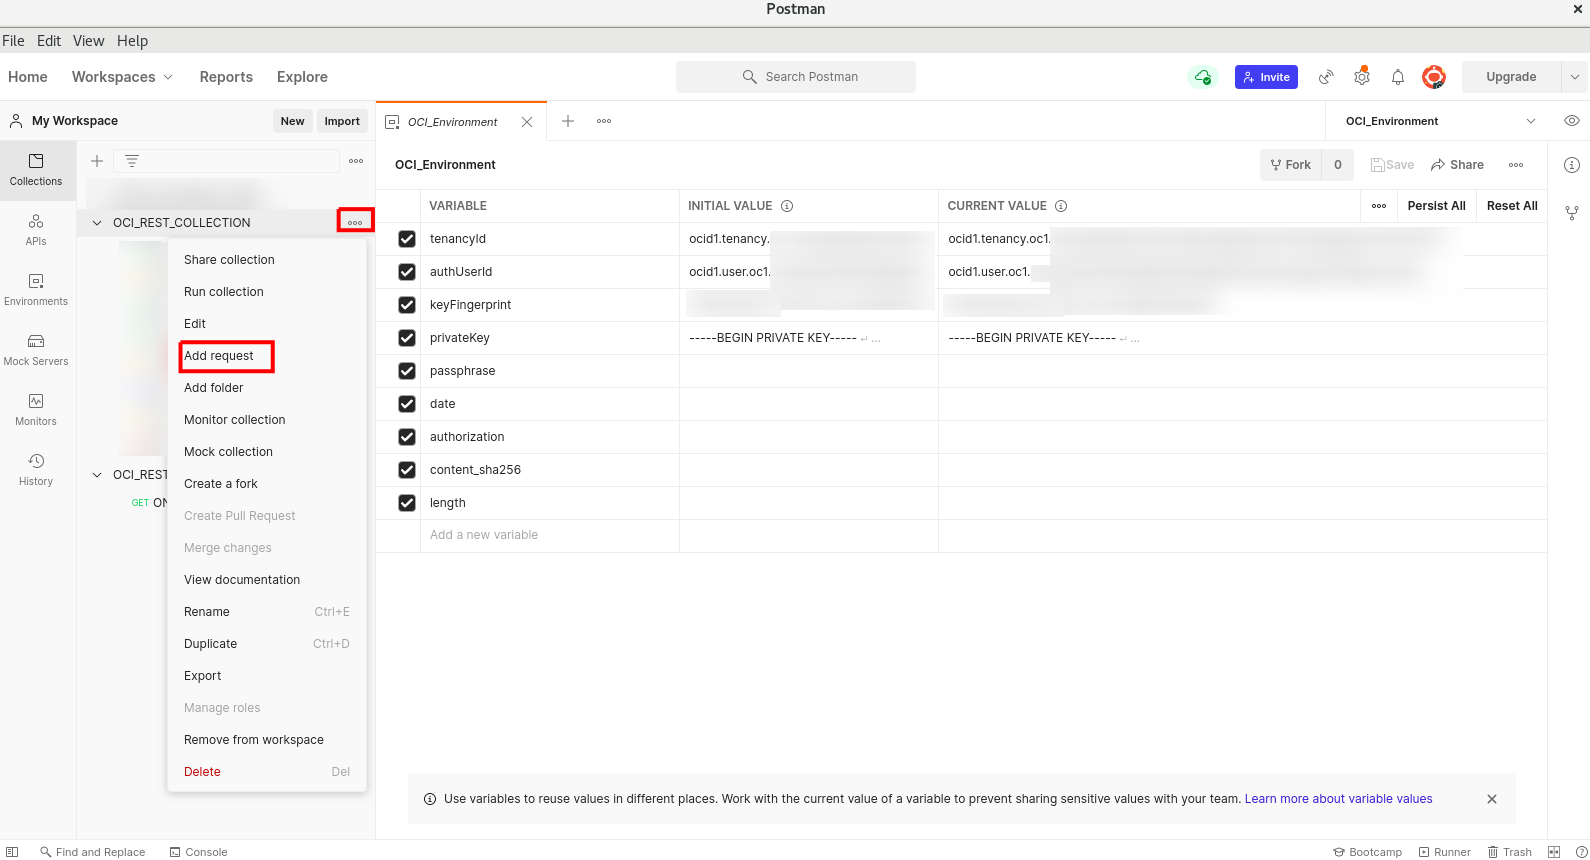 Postman
File Edit View Help
Home Workspaces Reports Explore Search Postman Invite Upgrade
My Workspace New Import
OCI_Environment
OCI_Environment
Collections
APIs
Environments
Mock Servers
Monitors
History
OCI_REST_COLLECTION
Share collection
Run collection
Edit
Add request
Add folder
Monitor collection
Mock collection
Create a fork
Create Pull Request
Merge changes
View documentation
Rename Ctrl+E
Duplicate Ctrl+D
Export
Manage roles
Remove from workspace
Delete Del
OCI_REST
GET ON
OCI_Environment Fork 0 Save Share
VARIABLE INITIAL VALUE CURRENT VALUE Persist All Reset All
tenancyId ocid1.tenancy. ocid1.tenancy.oc1.
authUserId ocid1.user.oc1. ocid1.user.oc1.
keyFingerprint
privateKey -----BEGIN PRIVATE KEY----- ↵ ... -----BEGIN PRIVATE KEY----- ↵ ...
passphrase
date
authorization
content_sha256
length
Add a new variable
Use variables to reuse values in different places. Work with the current value of a variable to prevent sharing sensitive values with your team. Learn more about variable values
Find and Replace Console Bootcamp Runner Trash